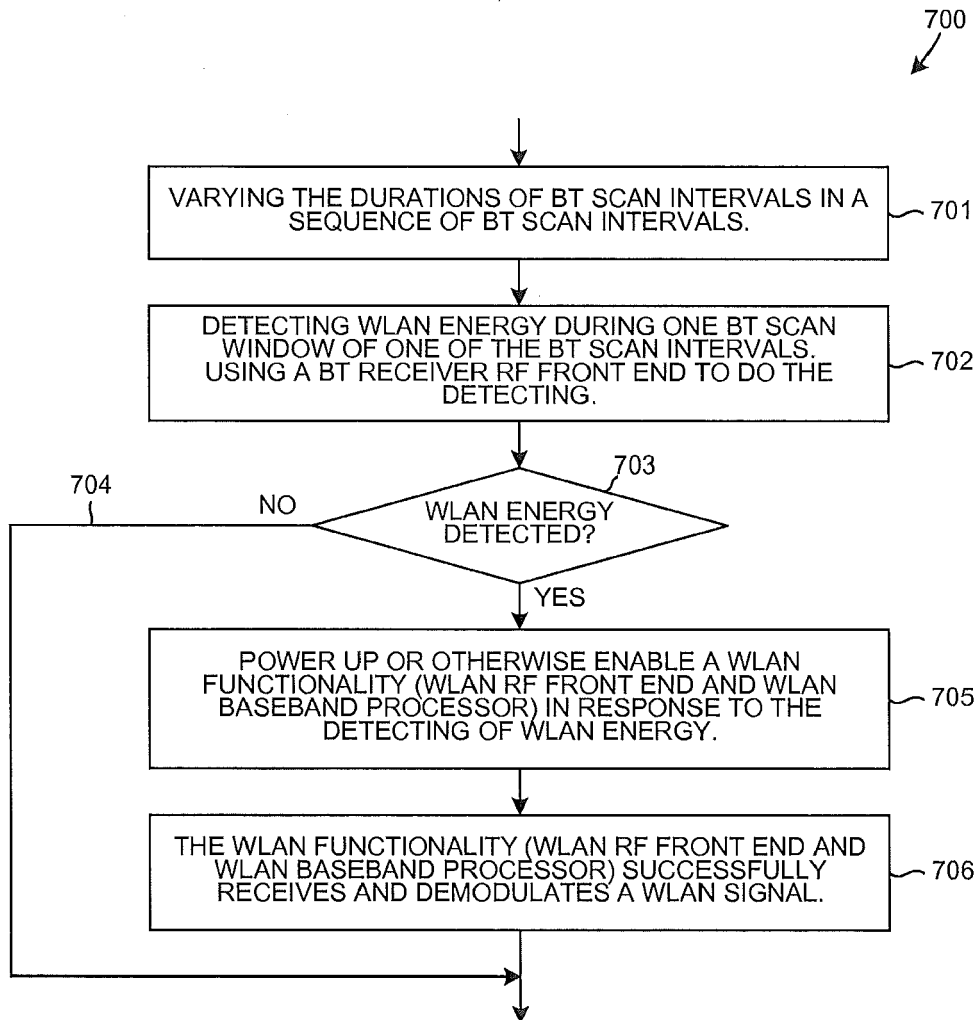 700
VARYING THE DURATIONS OF BT SCAN INTERVALS IN A
SEQUENCE OF BT SCAN INTERVALS.
701
DETECTING WLAN ENERGY DURING ONE BT SCAN
WINDOW OF ONE OF THE BT SCAN INTERVALS.
USING A BT RECEIVER RF FRONT END TO DO THE
DETECTING.
702
703
704
NO
WLAN ENERGY
DETECTED?
YES
POWER UP OR OTHERWISE ENABLE A WLAN
FUNCTIONALITY (WLAN RF FRONT END AND WLAN
BASEBAND PROCESSOR) IN RESPONSE TO THE
DETECTING OF WLAN ENERGY.
705
THE WLAN FUNCTIONALITY (WLAN RF FRONT END AND
WLAN BASEBAND PROCESSOR) SUCCESSFULLY
RECEIVES AND DEMODULATES A WLAN SIGNAL.
706